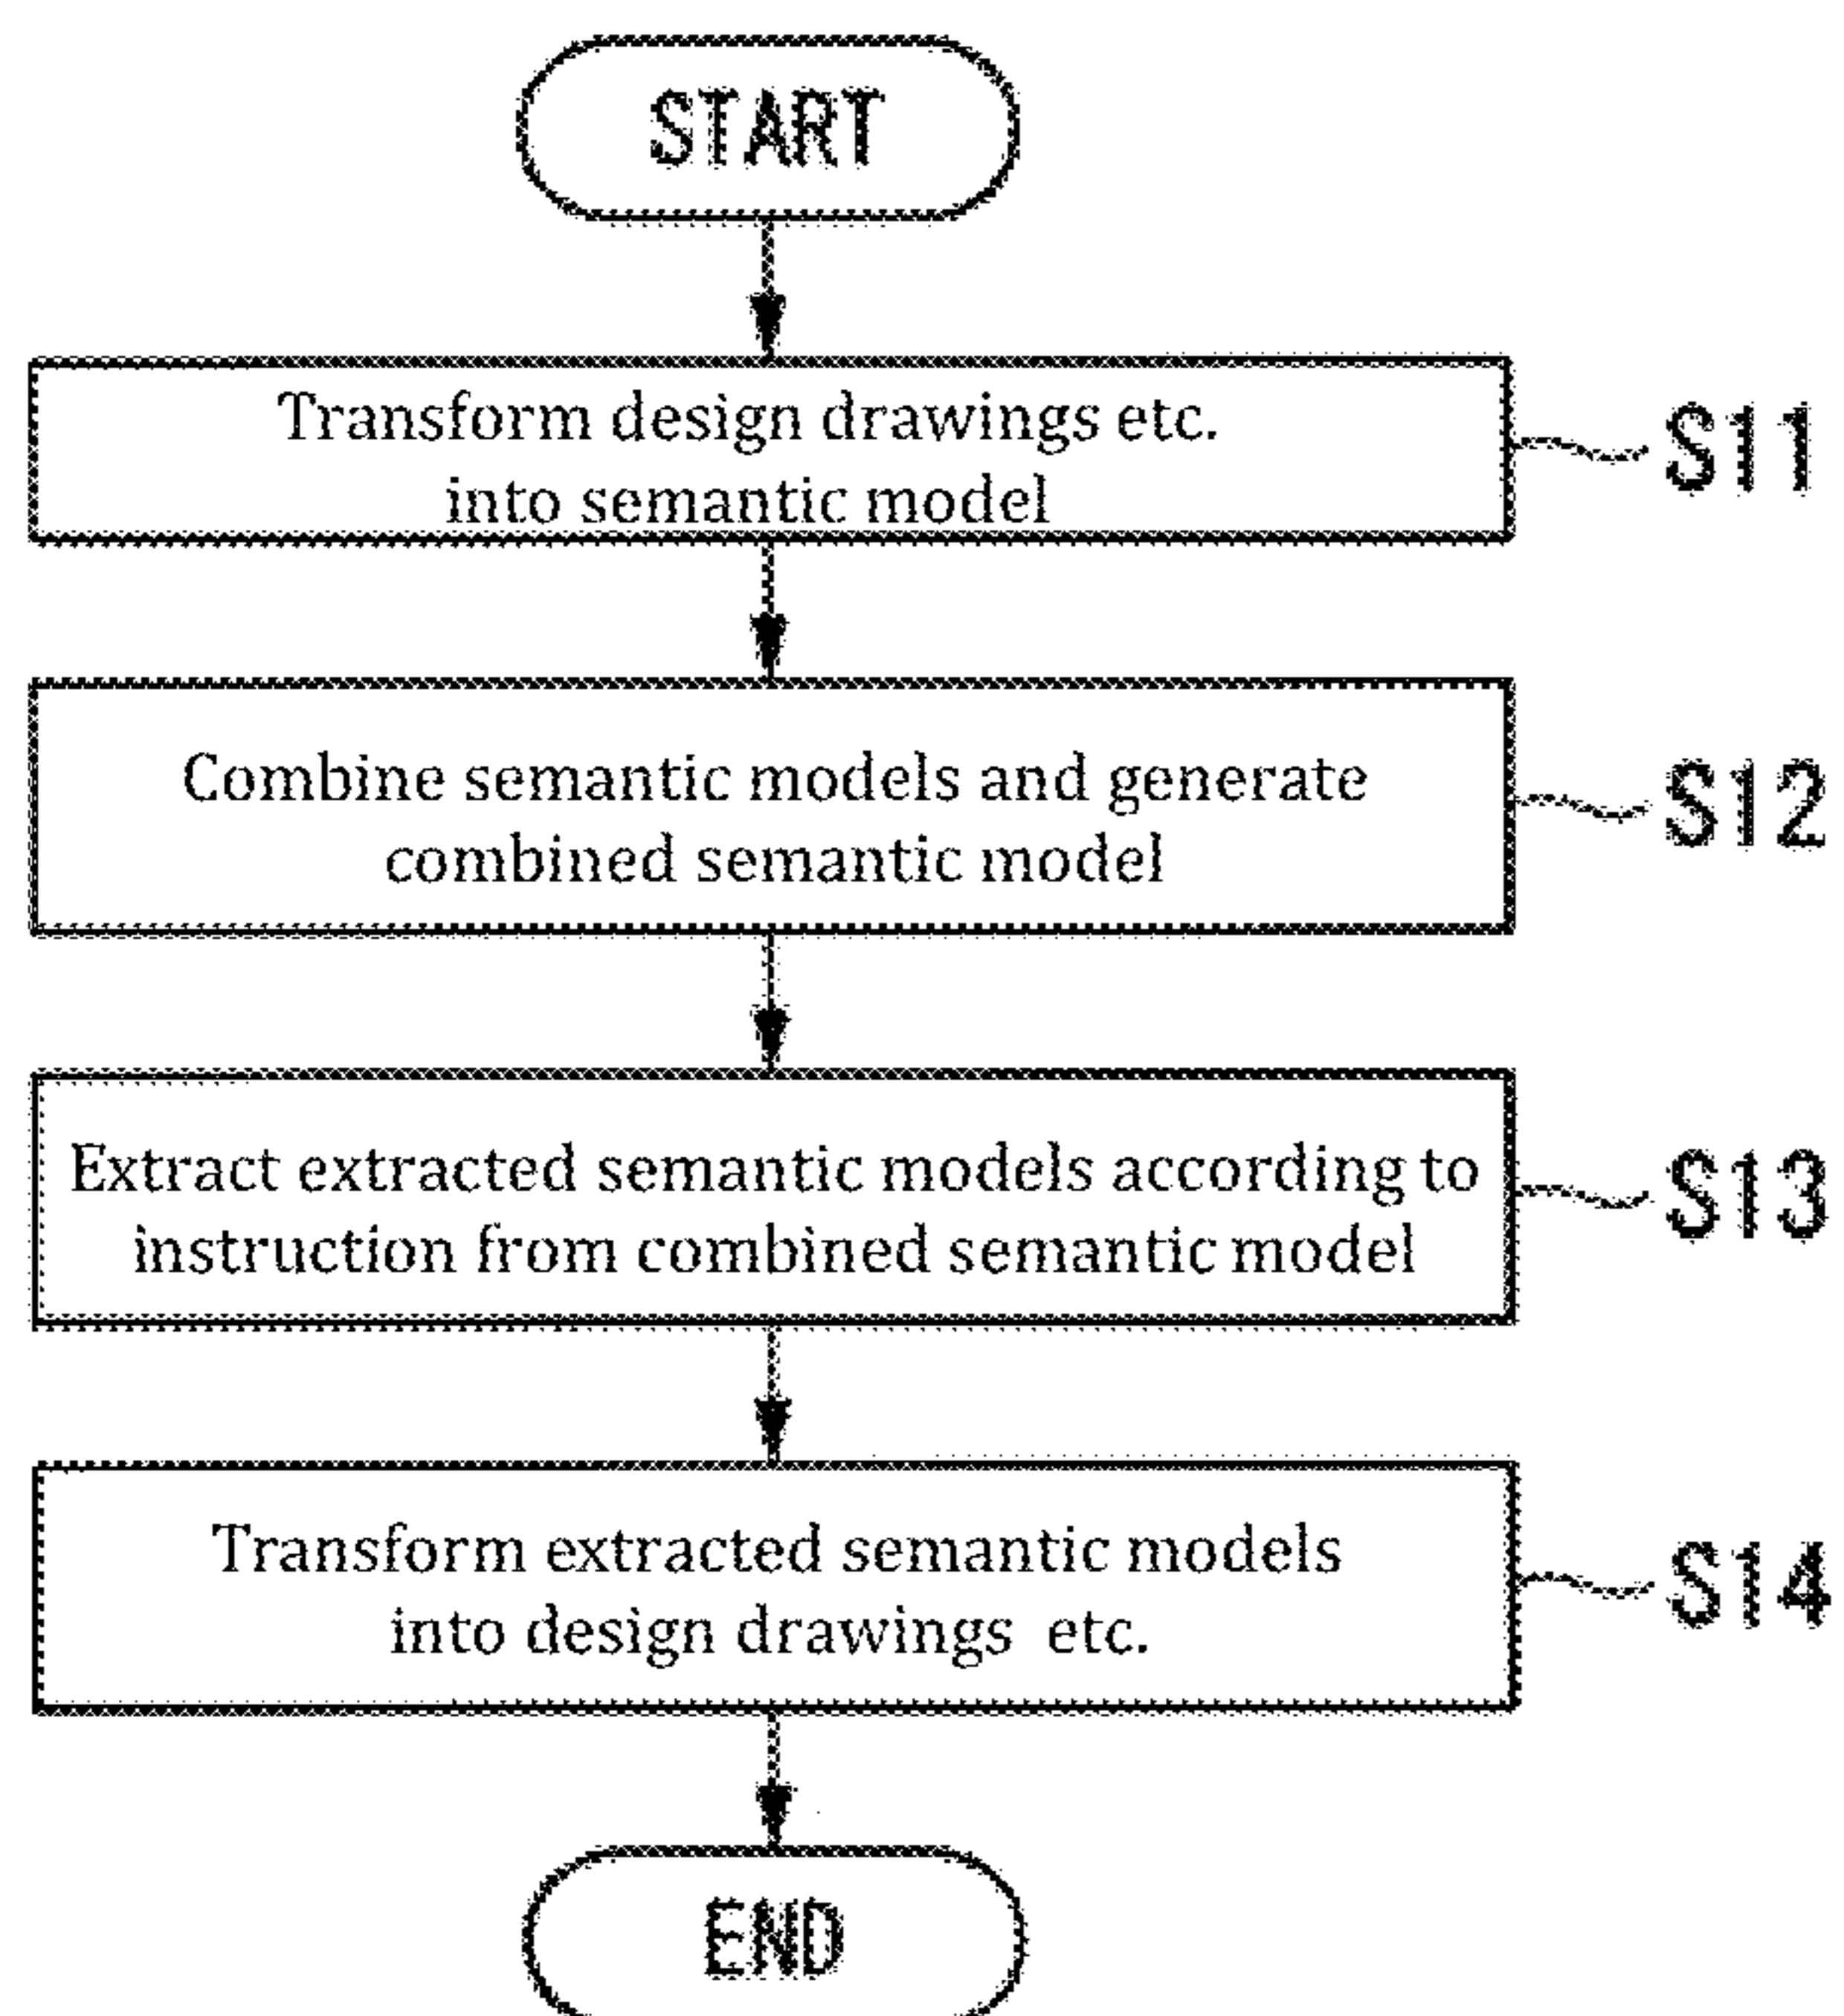 START
Transform design drawings etc.
into semantic model
S11
Combine semantic models and generate
combined semantic model
S12
Extract extracted semantic models according to
instruction from combined semantic model
S13
Transform extracted semantic models
into design drawings etc.
S14
END